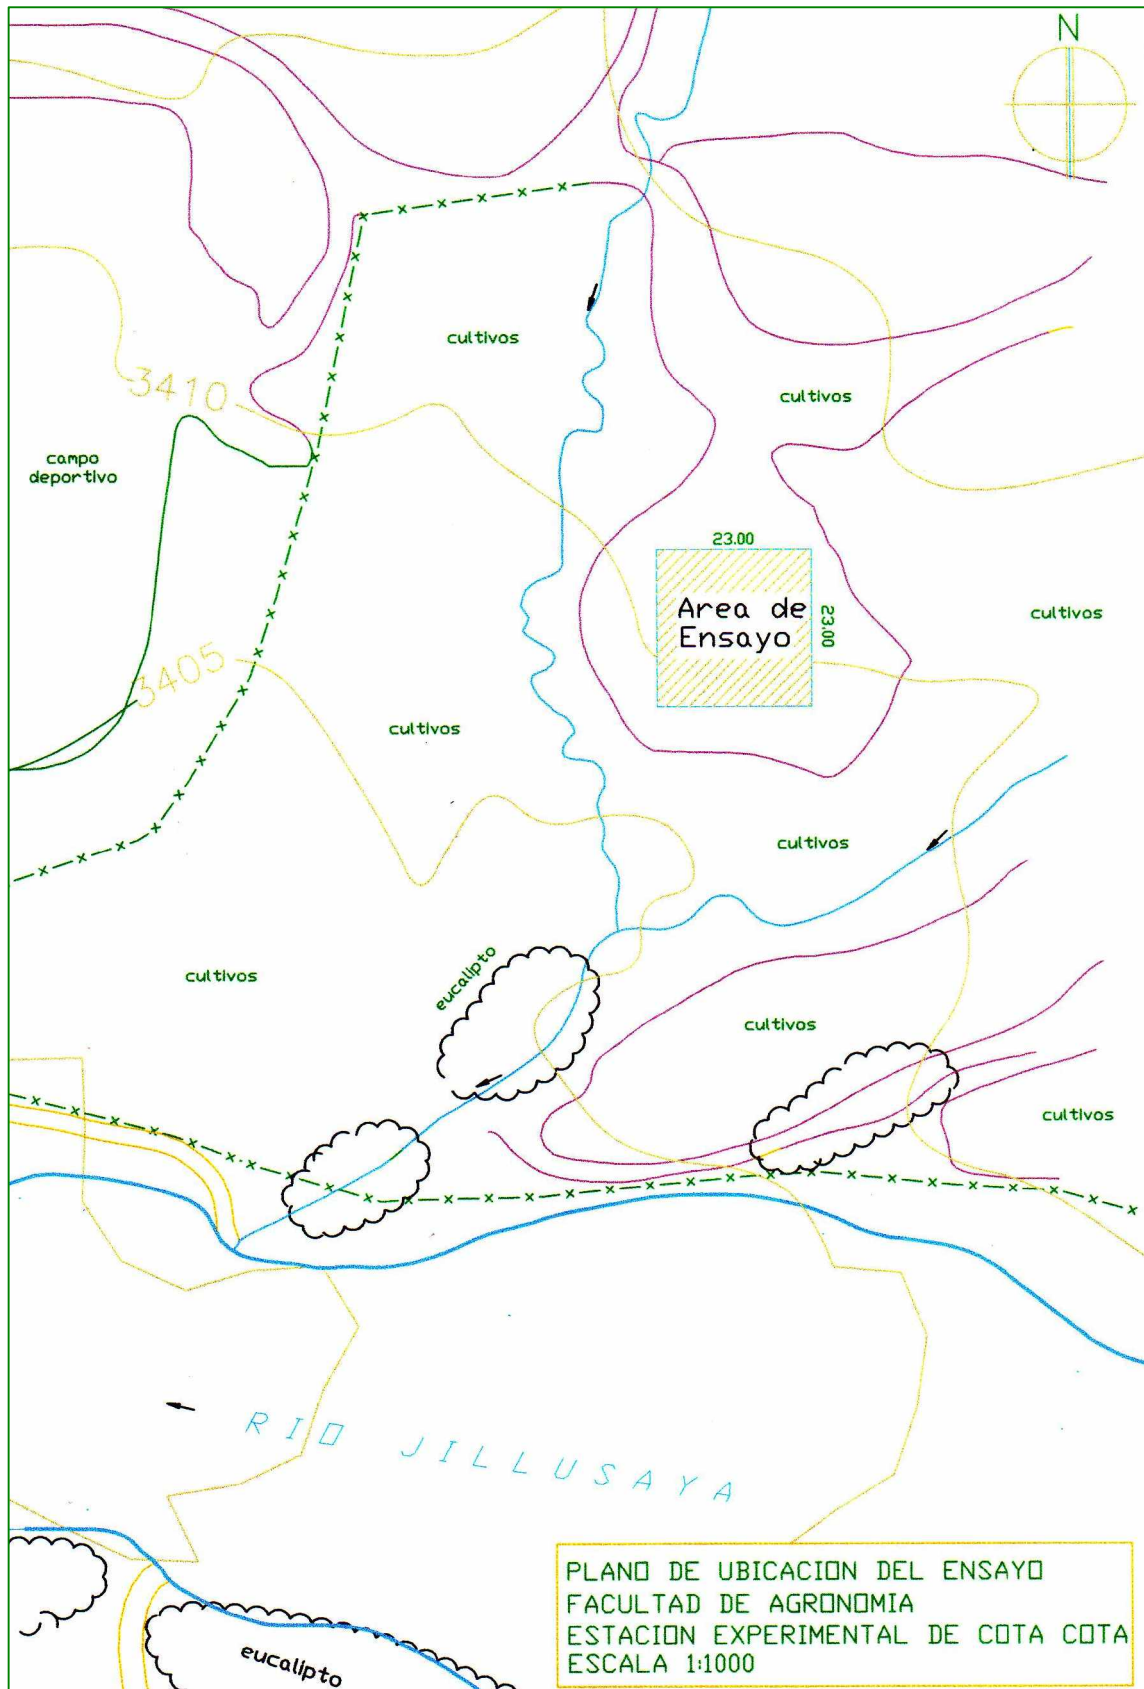 N
cultivos
3410
cultivos
campo
deportivo
23.00
Area de
Ensayo
23.00
cultivos
3405
cultivos
cultivos
eucalipto
cultivos
cultivos
cultivos
RIO JILLUSAYA
PLANO DE UBICACION DEL ENSAYO
FACULTAD DE AGRONOMIA
ESTACION EXPERIMENTAL DE COTA COTA
ESCALA 1:1000
eucalipto